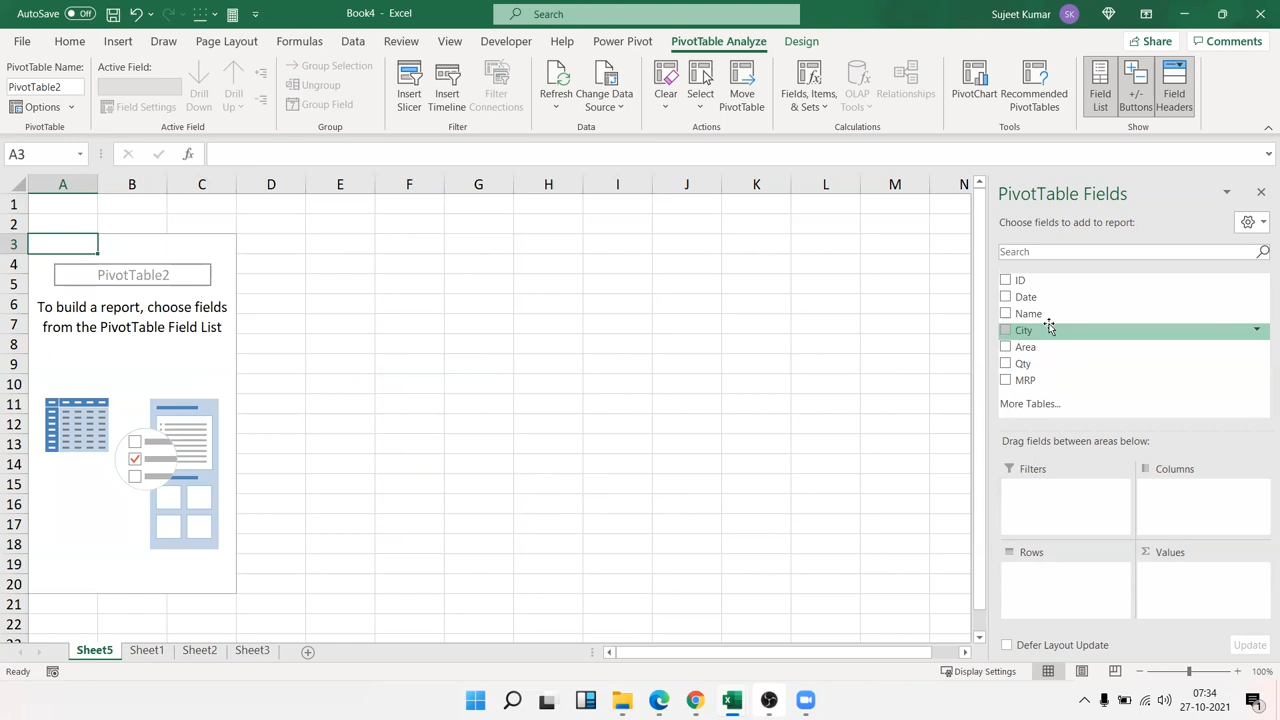 AutoSave Off Book4 - Excel Search Sujeet Kumar SK
File Home Insert Draw Page Layout Formulas Data Review View Developer Help Power Pivot PivotTable Analyze Design Share Comments
PivotTable Name:
PivotTable2
Options
PivotTable
Active Field:
Field Settings
Drill Down
Drill Up
Active Field
Group Selection
Ungroup
Group Field
Group
Insert Slicer
Insert Timeline
Filter Connections
Filter
Refresh
Change Data Source
Data
Clear
Select
Move PivotTable
Actions
Fields, Items, & Sets
OLAP Tools
Relationships
Calculations
PivotChart
Recommended PivotTables
Tools
Field List
+/- Buttons
Field Headers
Show
A3 fx
A B C D E F G H I J K L M N
1
2
3
4
5
6
7
8
9
10
11
12
13
14
15
16
17
18
19
20
21
22
PivotTable2
To build a report, choose fields
from the PivotTable Field List
PivotTable Fields
Choose fields to add to report:
Search
ID
Date
Name
City
Area
Qty
MRP
More Tables...
Drag fields between areas below:
Filters Columns
Rows Σ Values
Defer Layout Update Update
Sheet5 Sheet1 Sheet2 Sheet3
Ready Display Settings 100%
07:34
27-10-2021
1